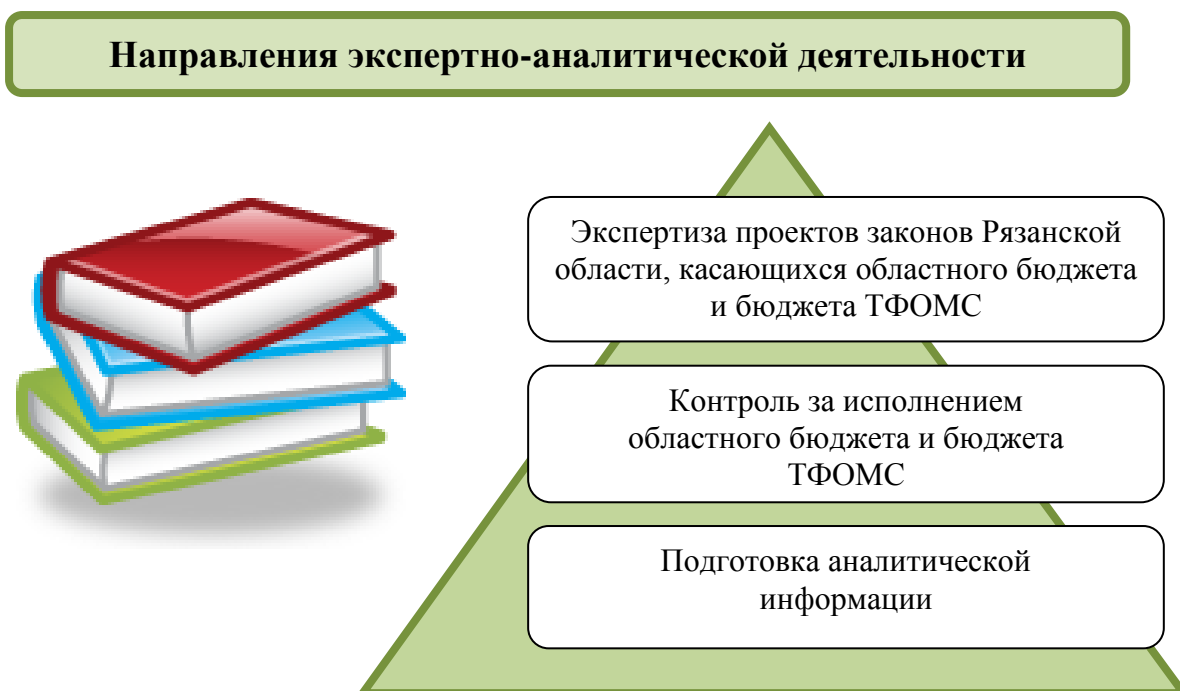 Направления экспертно-аналитической деятельности
Экспертиза проектов законов Рязанской
области, касающихся областного бюджета
и бюджета ТФОМС
Контроль за исполнением
областного бюджета и бюджета
ТФОМС
Подготовка аналитической
информации